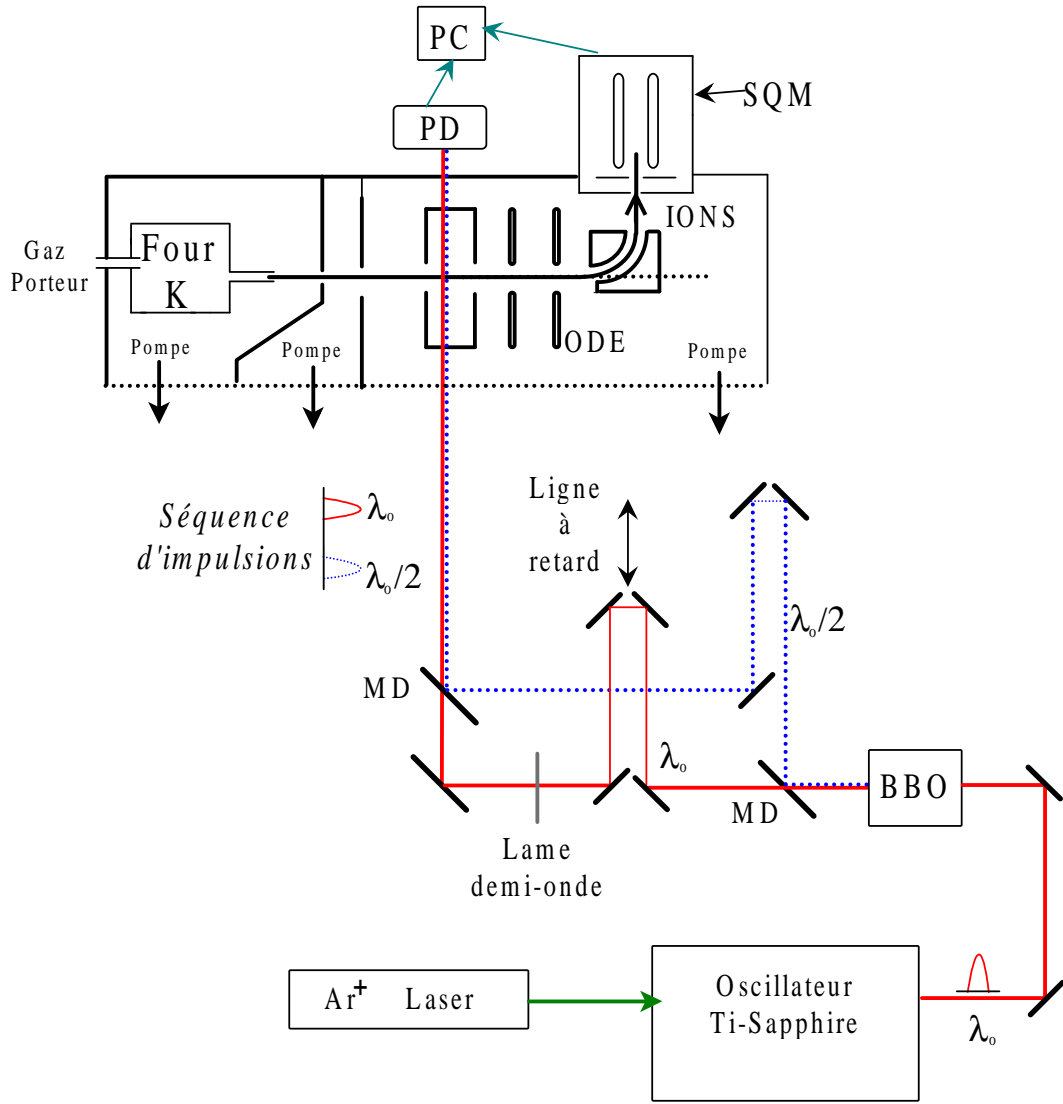 PC
SQM
PD
IONS
Gaz
Porteur
Four
K
ODE
Pompe
Pompe
Pompe
Séquence
d'impulsions
λo
λo/2
Ligne
à
retard
λo/2
MD
λo
MD
BBO
Lame
demi-onde
Ar+ Laser
Oscillateur
Ti-Sapphire
λo